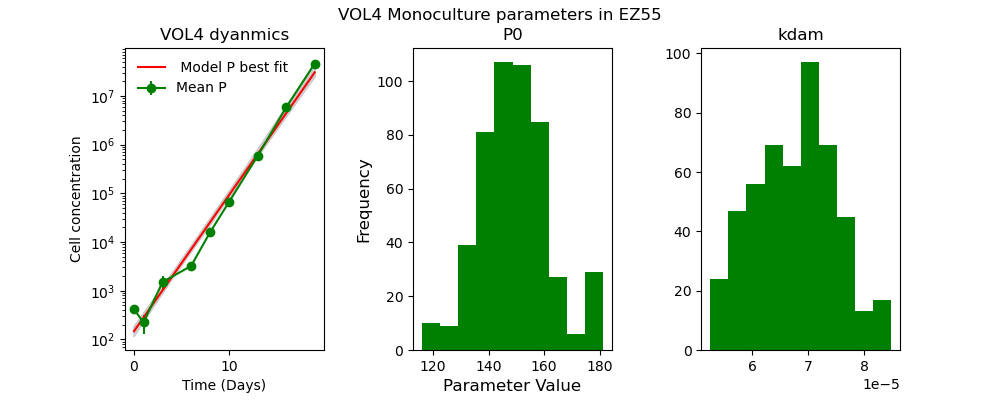 VOL4 Monoculture parameters in EZ55
VOL4 dyanmics
Model P best fit
Mean P
Cell concentration
10^7
10^6
10^5
10^4
10^3
10^2
0 10
Time (Days)
P0
Frequency
100
80
60
40
20
0
120 140 160 180
Parameter Value
kdam
100
80
60
40
20
0
6 7 8
1e−5